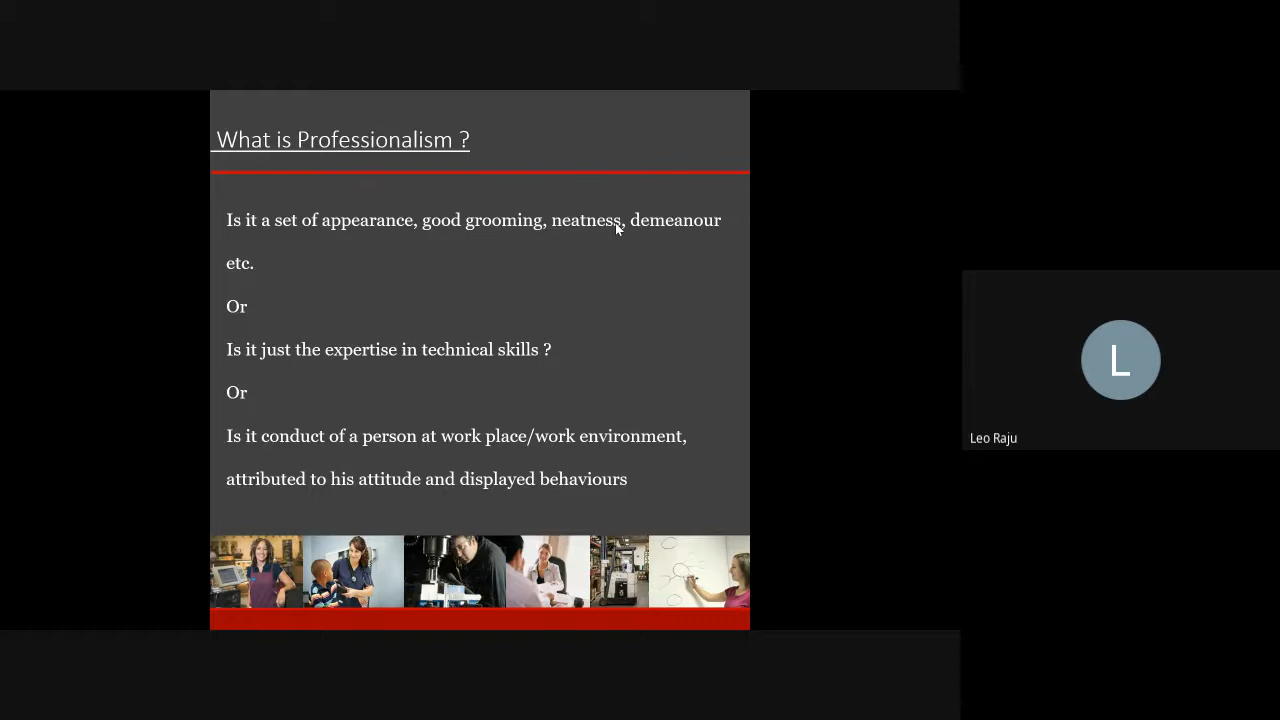 What is Professionalism ?
Is it a set of appearance, good grooming, neatness, demeanour
etc.
Or
Is it just the expertise in technical skills ?
Or
Is it conduct of a person at work place/work environment,
attributed to his attitude and displayed behaviours
L
Leo Raju